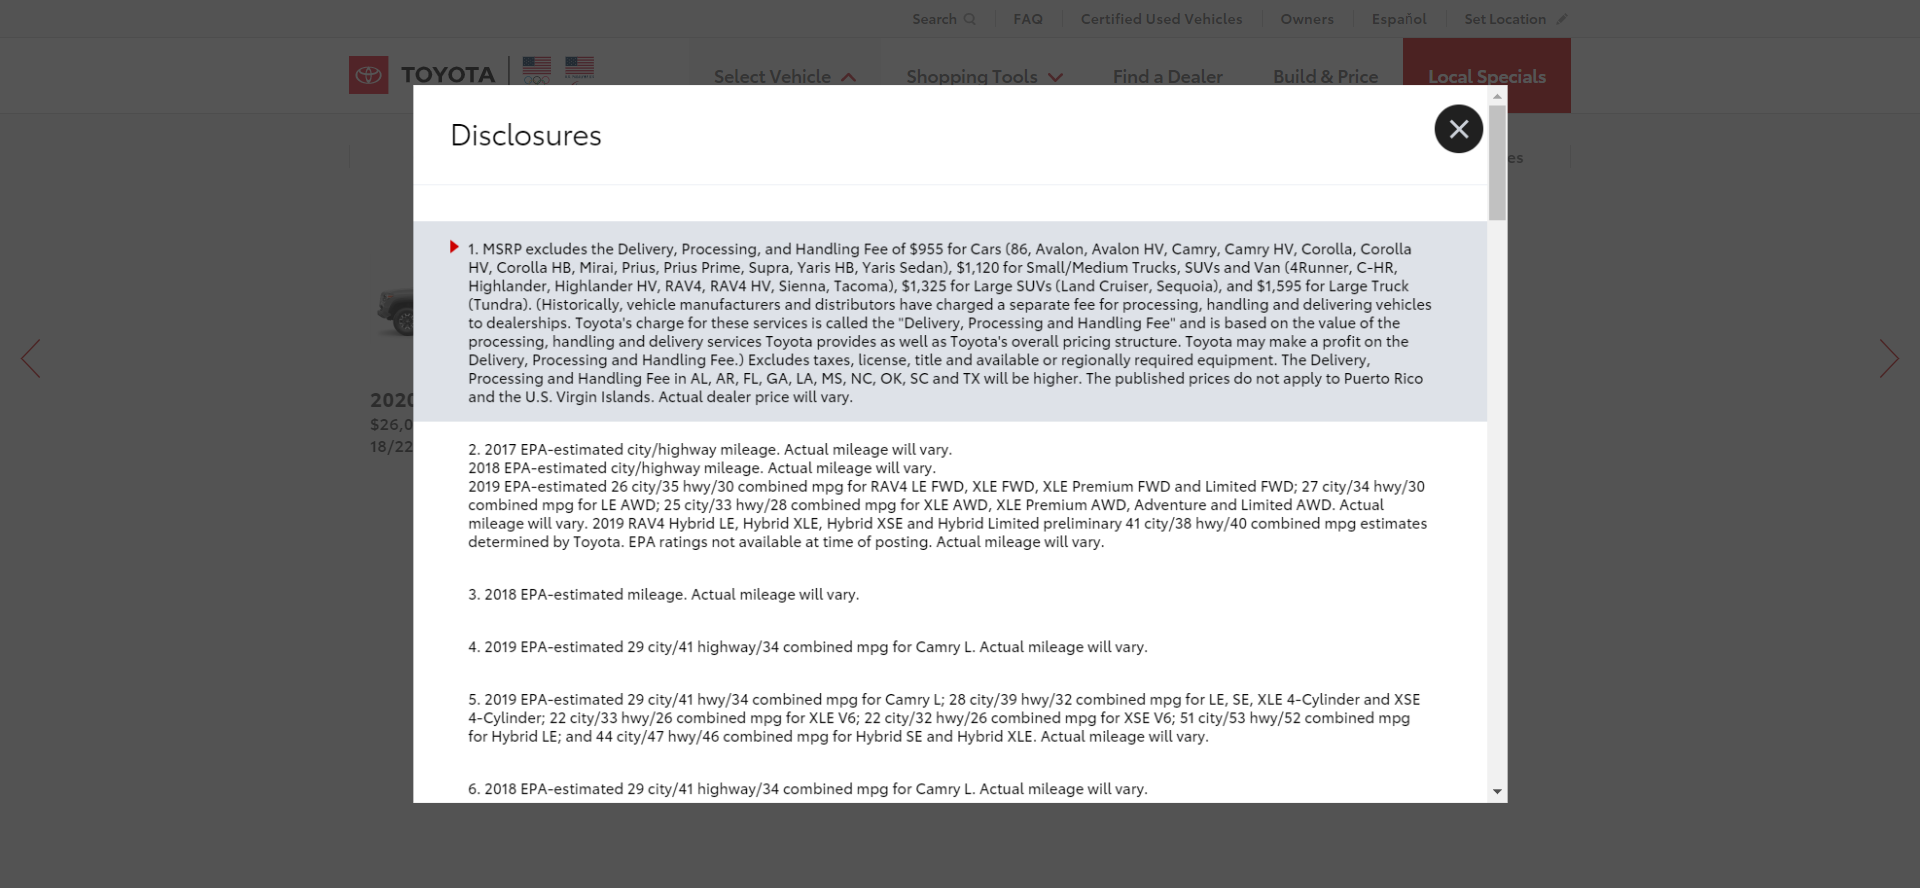 Search
FAQ
Certified Used Vehicles
Owners
Español
Set Location
TOYOTA
Select Vehicle
Shopping Tools
Find a Dealer
Build & Price
Local Specials
Disclosures
es
1. MSRP excludes the Delivery, Processing, and Handling Fee of $955 for Cars (86, Avalon, Avalon HV, Camry, Camry HV, Corolla, Corolla
HV, Corolla HB, Mirai, Prius, Prius Prime, Supra, Yaris HB, Yaris Sedan), $1,120 for Small/Medium Trucks, SUVs and Van (4Runner, C-HR,
Highlander, Highlander HV, RAV4, RAV4 HV, Sienna, Tacoma), $1,325 for Large SUVs (Land Cruiser, Sequoia), and $1,595 for Large Truck
(Tundra). (Historically, vehicle manufacturers and distributors have charged a separate fee for processing, handling and delivering vehicles
to dealerships. Toyota's charge for these services is called the "Delivery, Processing and Handling Fee" and is based on the value of the
processing, handling and delivery services Toyota provides as well as Toyota's overall pricing structure. Toyota may make a profit on the
Delivery, Processing and Handling Fee.) Excludes taxes, license, title and available or regionally required equipment. The Delivery,
Processing and Handling Fee in AL, AR, FL, GA, LA, MS, NC, OK, SC and TX will be higher. The published prices do not apply to Puerto Rico
and the U.S. Virgin Islands. Actual dealer price will vary.
2020
$26,0
18/22
2. 2017 EPA-estimated city/highway mileage. Actual mileage will vary.
2018 EPA-estimated city/highway mileage. Actual mileage will vary.
2019 EPA-estimated 26 city/35 hwy/30 combined mpg for RAV4 LE FWD, XLE FWD, XLE Premium FWD and Limited FWD; 27 city/34 hwy/30
combined mpg for LE AWD; 25 city/33 hwy/28 combined mpg for XLE AWD, XLE Premium AWD, Adventure and Limited AWD. Actual
mileage will vary. 2019 RAV4 Hybrid LE, Hybrid XLE, Hybrid XSE and Hybrid Limited preliminary 41 city/38 hwy/40 combined mpg estimates
determined by Toyota. EPA ratings not available at time of posting. Actual mileage will vary.
3. 2018 EPA-estimated mileage. Actual mileage will vary.
4. 2019 EPA-estimated 29 city/41 highway/34 combined mpg for Camry L. Actual mileage will vary.
5. 2019 EPA-estimated 29 city/41 hwy/34 combined mpg for Camry L; 28 city/39 hwy/32 combined mpg for LE, SE, XLE 4-Cylinder and XSE
4-Cylinder; 22 city/33 hwy/26 combined mpg for XLE V6; 22 city/32 hwy/26 combined mpg for XSE V6; 51 city/53 hwy/52 combined mpg
for Hybrid LE; and 44 city/47 hwy/46 combined mpg for Hybrid SE and Hybrid XLE. Actual mileage will vary.
6. 2018 EPA-estimated 29 city/41 highway/34 combined mpg for Camry L. Actual mileage will vary.